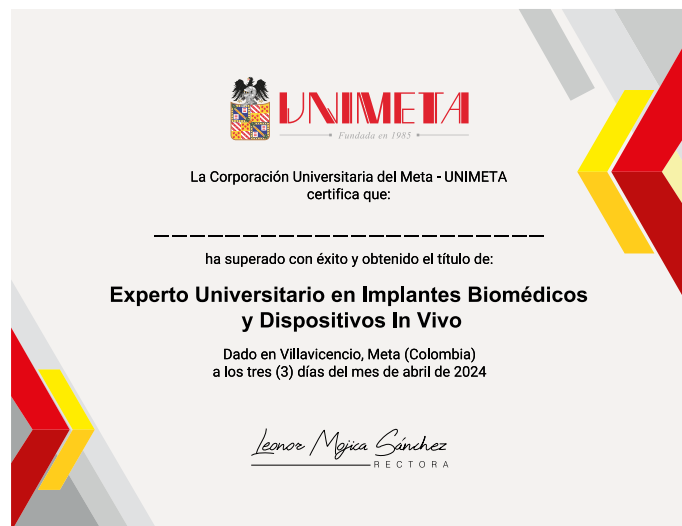 UNIMETA
Fundada en 1985
La Corporación Universitaria del Meta - UNIMETA
certifica que:
ha superado con éxito y obtenido el título de:
Experto Universitario en Implantes Biomédicos
y Dispositivos In Vivo
Dado en Villavicencio, Meta (Colombia)
a los tres (3) días del mes de abril de 2024
Leonor Mojica Sánchez
RECTORA